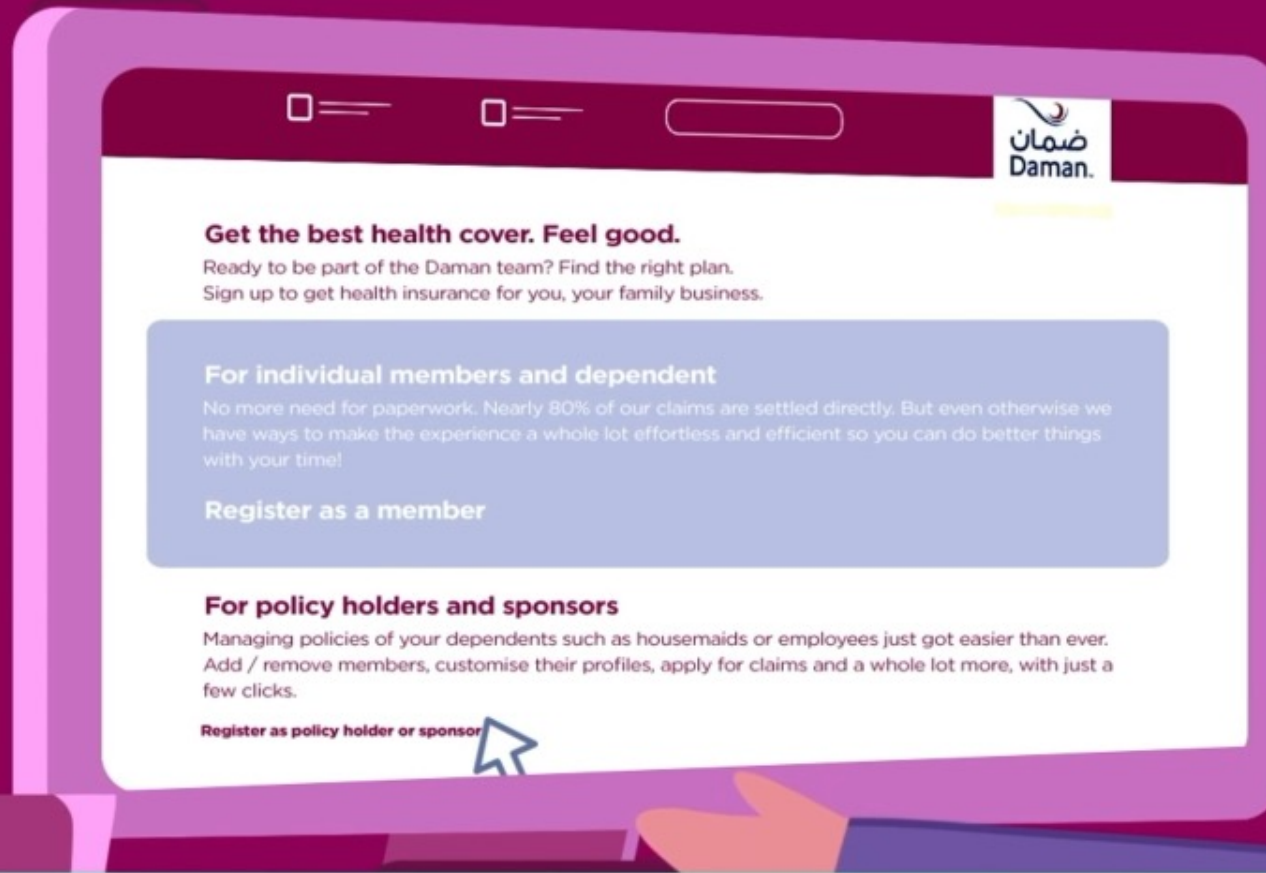 ضمان
Daman.
Get the best health cover. Feel good.
Ready to be part of the Daman team? Find the right plan.
Sign up to get health insurance for you, your family business.
For individual members and dependent
No more need for paperwork. Nearly 80% of our claims are settled directly. But even otherwise we
have ways to make the experience a whole lot effortless and efficient so you can do better things
with your time!
Register as a member
For policy holders and sponsors
Managing policies of your dependents such as housemaids or employees just got easier than ever.
Add / remove members, customise their profiles, apply for claims and a whole lot more, with just a
few clicks.
Register as policy holder or sponsor